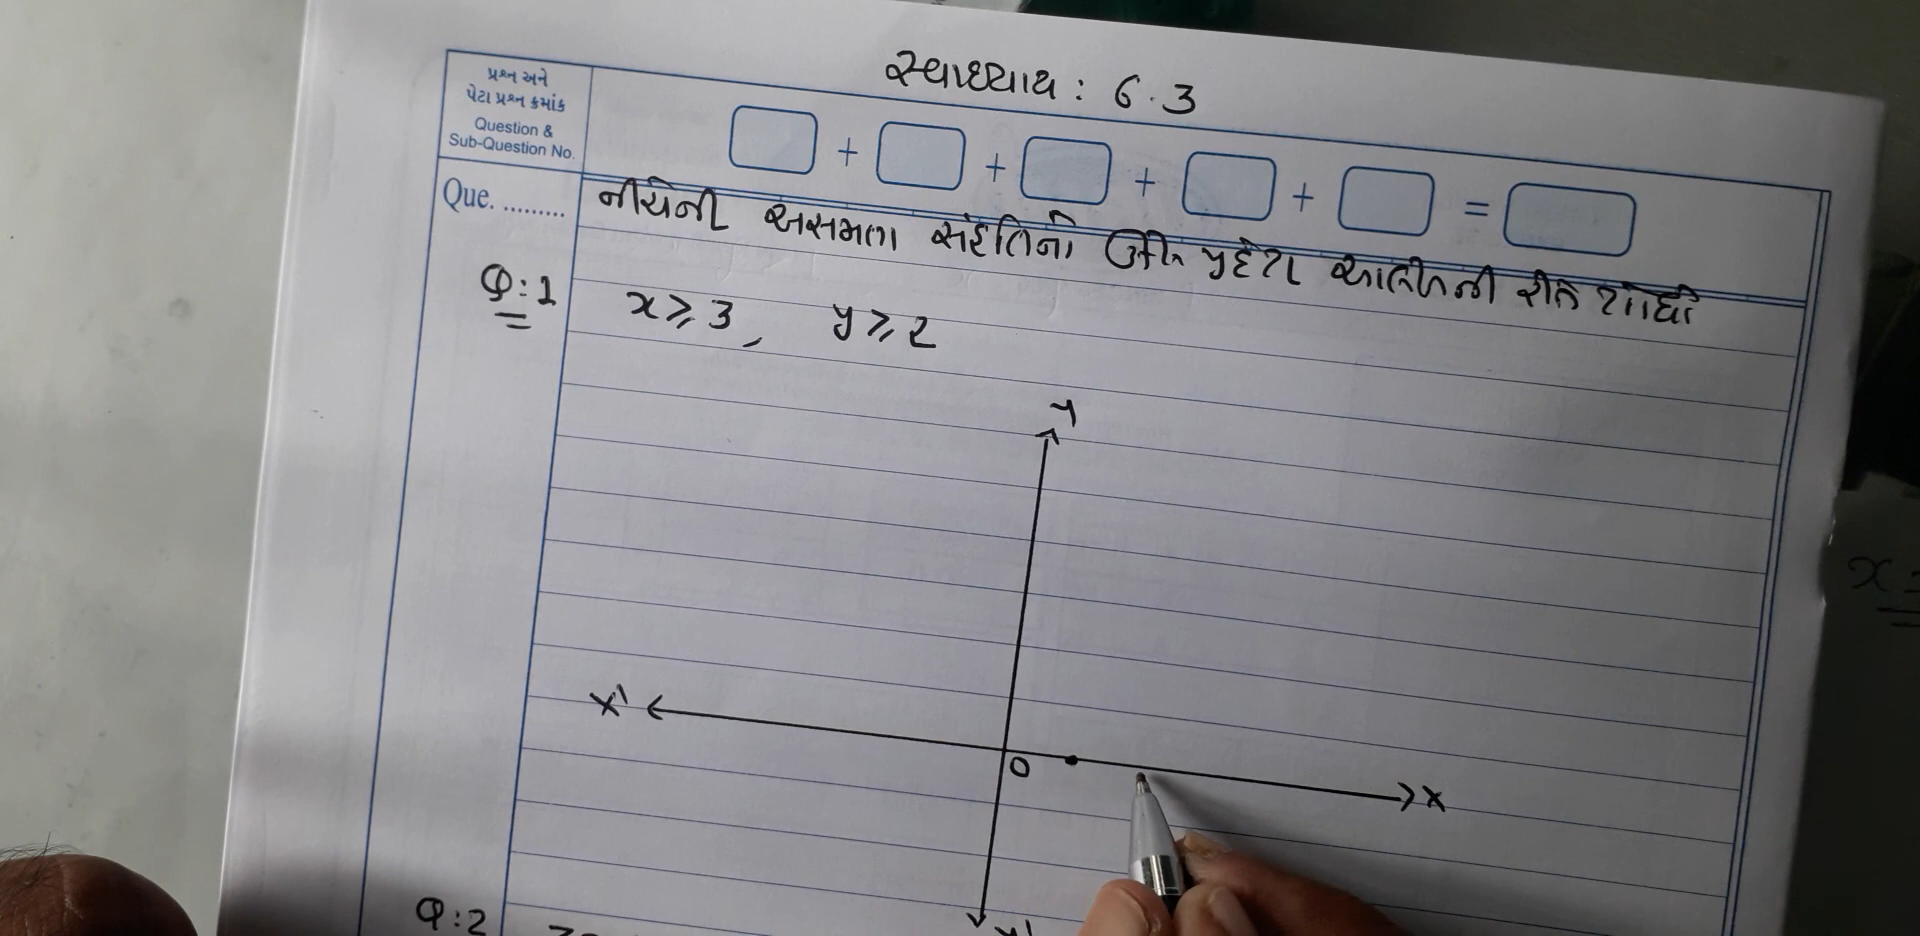 સ્વાધ્યાય : 6.3
પ્રશ્ન અને
પેટા પ્રશ્ન ક્રમાંક
Question &
Sub-Question No.
+ + + + =
Que. .........
નીચેની અસમતા સંહતિનો ઉકેલ પ્રદેશ આલેખની રીતે શોધો
Q:1 x ≥ 3, y ≥ 2
Y
X' O X
Q:2